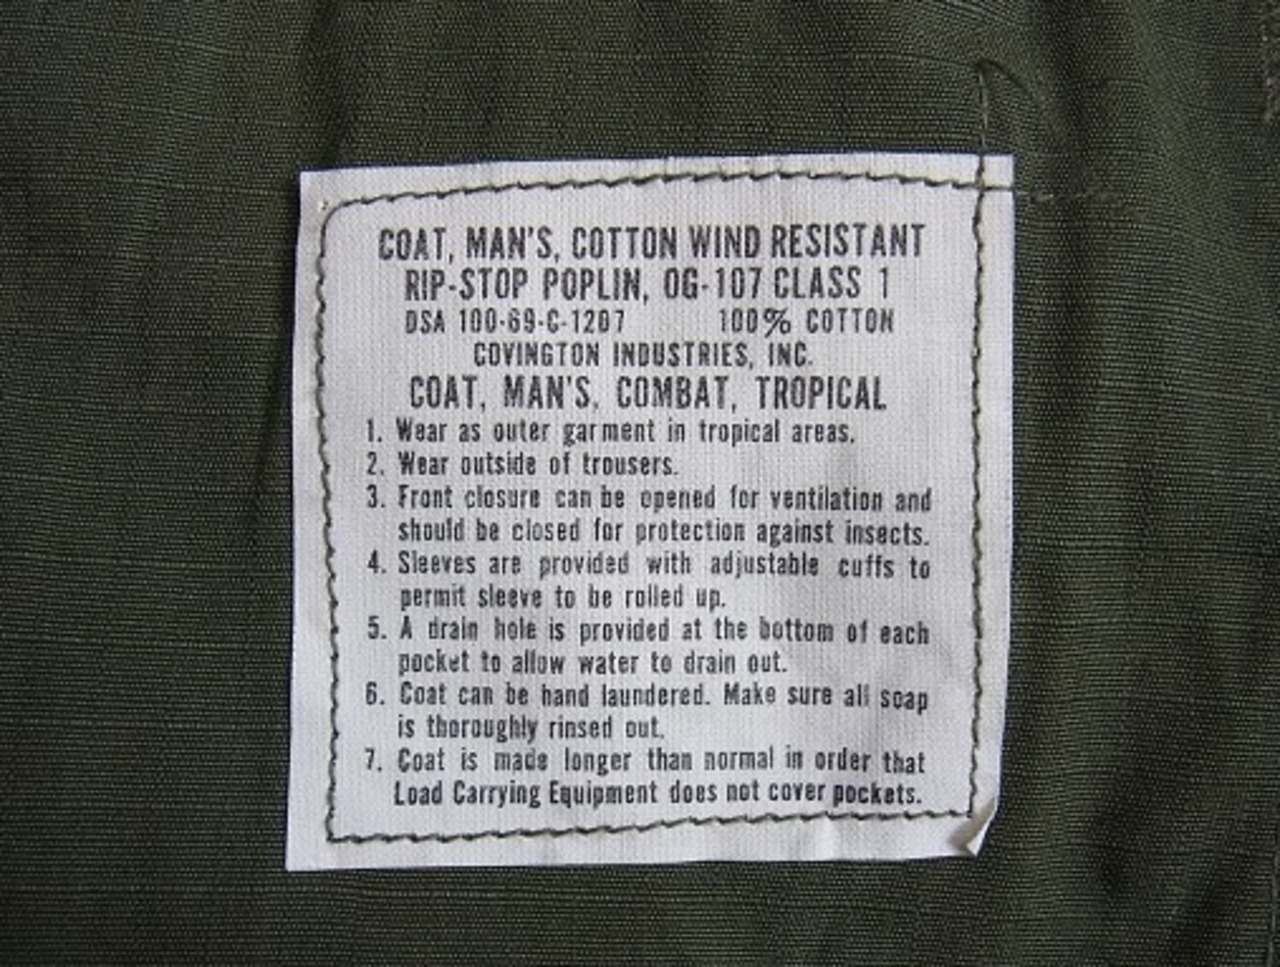 COAT, MAN'S, COTTON WIND RESISTANT
RIP-STOP POPLIN, OG-107 CLASS 1
DSA 100-69-C-1207 100% COTTON
COVINGTON INDUSTRIES, INC.
COAT, MAN'S, COMBAT, TROPICAL
1. Wear as outer garment in tropical areas.
2. Wear outside of trousers.
3. Front closure can be opened for ventilation and
should be closed for protection against insects.
4. Sleeves are provided with adjustable cuffs to
permit sleeve to be rolled up.
5. A drain hole is provided at the bottom of each
pocket to allow water to drain out.
6. Coat can be hand laundered. Make sure all soap
is thoroughly rinsed out.
7. Coat is made longer than normal in order that
Load Carrying Equipment does not cover pockets.